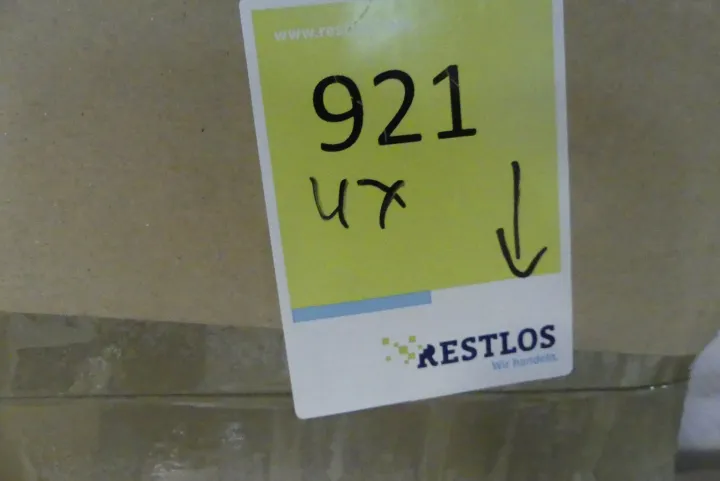 921
4x
RESTLOS
Wir handeln.